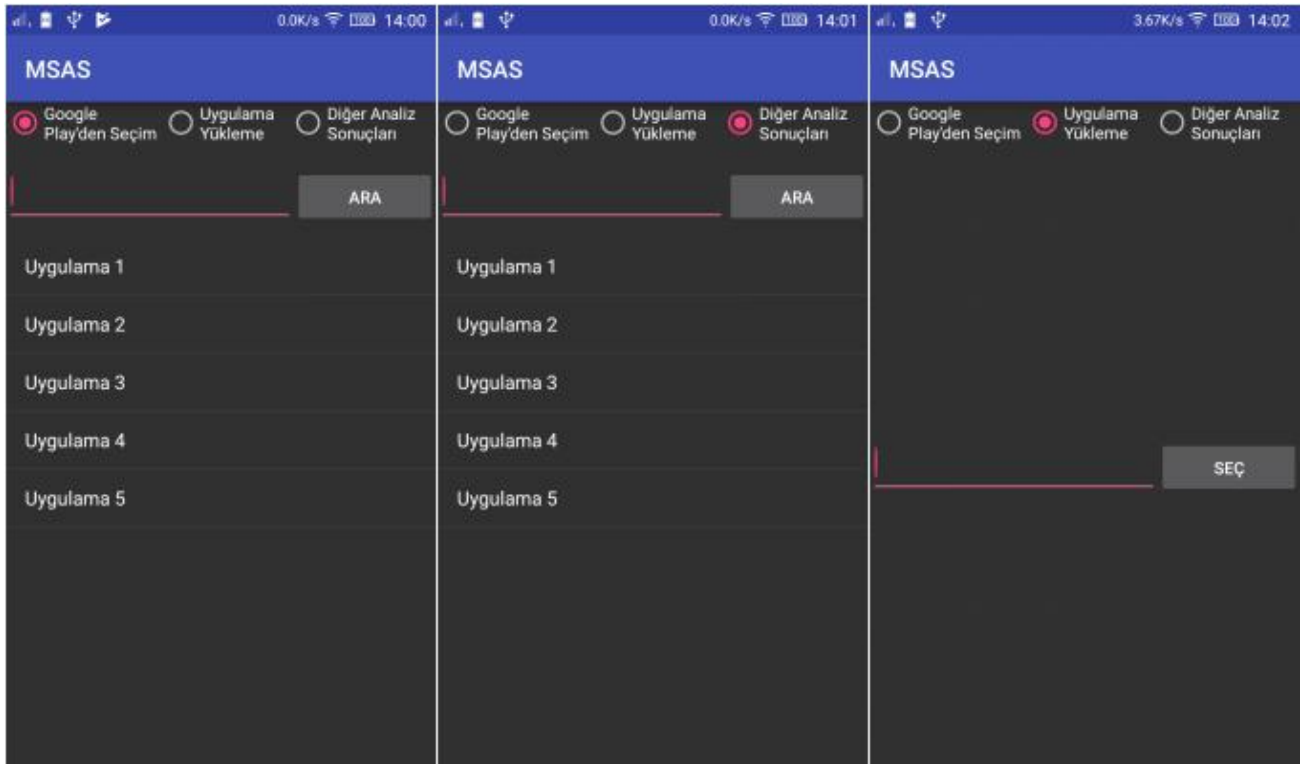 0.0K/s 100 14:00
MSAS
Google
Play'den Seçim
Uygulama
Yükleme
Diğer Analiz
Sonuçları
ARA
Uygulama 1
Uygulama 2
Uygulama 3
Uygulama 4
Uygulama 5
0.0K/s 100 14:01
MSAS
Google
Play'den Seçim
Uygulama
Yükleme
Diğer Analiz
Sonuçları
ARA
Uygulama 1
Uygulama 2
Uygulama 3
Uygulama 4
Uygulama 5
3.67K/s 100 14:02
MSAS
Google
Play'den Seçim
Uygulama
Yükleme
Diğer Analiz
Sonuçları
SEÇ